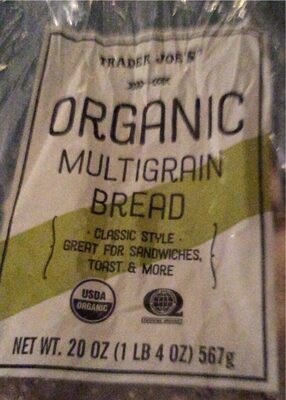 TRADER JOE'S
ORGANIC
MULTIGRAIN
BREAD
· CLASSIC STYLE ·
GREAT FOR SANDWICHES,
TOAST & MORE
USDA
ORGANIC
NET WT. 20 OZ (1 LB 4 OZ) 567g